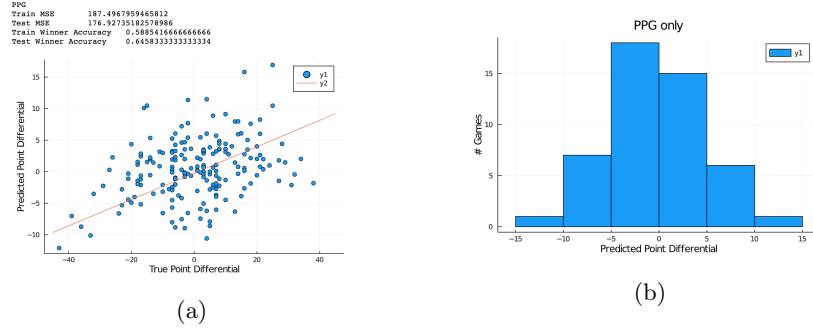 PPG
Train MSE 187.4967959465812
Test MSE 176.92735182578986
Train Winner Accuracy 0.5885416666666666
Test Winner Accuracy 0.6458333333333334
y1
y2
15
10
5
0
−5
−10
Predicted Point Differential
−40 −20 0 20 40
True Point Differential
(a)
PPG only
y1
15
10
5
0
# Games
−15 −10 −5 0 5 10 15
Predicted Point Differential
(b)